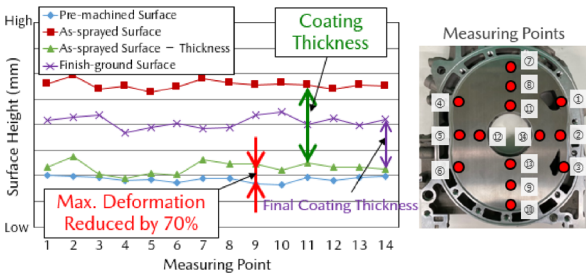 High
Surface Height (mm)
Low
Pre-machined Surface
As-sprayed Surface
As-sprayed Surface − Thickness
Finish-ground Surface
Coating
Thickness
Max. Deformation
Reduced by 70%
Final Coating Thickness
1 2 3 4 5 6 7 8 9 10 11 12 13 14
Measuring Point
Measuring Points
⑦
⑧
④ ⑪ ①
⑤ ⑫ ⑭ ②
⑥ ⑬ ③
⑨
⑩